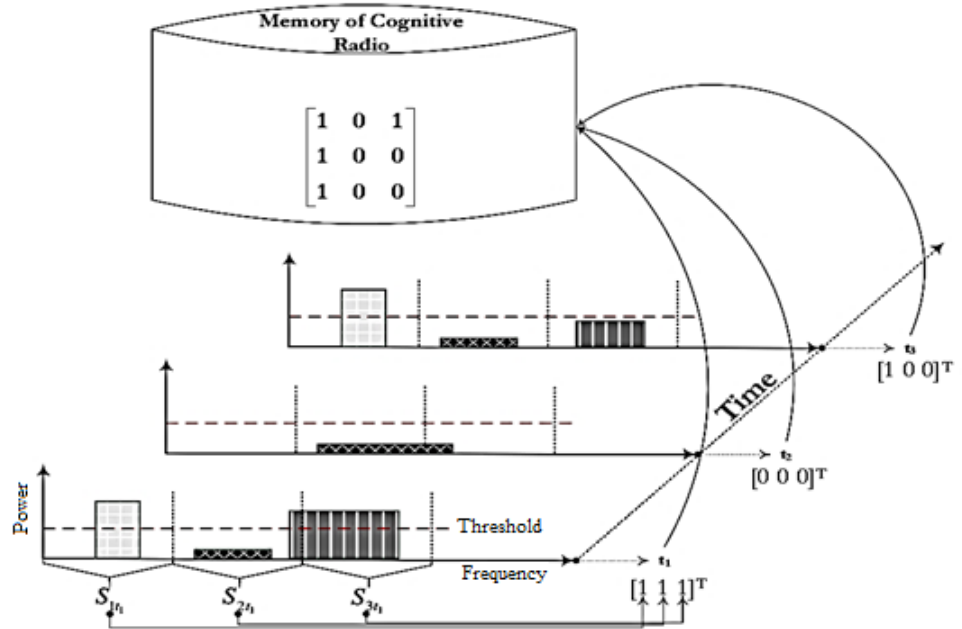 Memory of Cognitive
Radio
1 0 1
1 0 0
1 0 0
t₃
[1 0 0]ᵀ
Time
t₂
[0 0 0]ᵀ
Power
Threshold
Frequency
t₁
[1 1 1]ᵀ
S₁ₜ₁ S₂ₜ₁ S₃ₜ₁